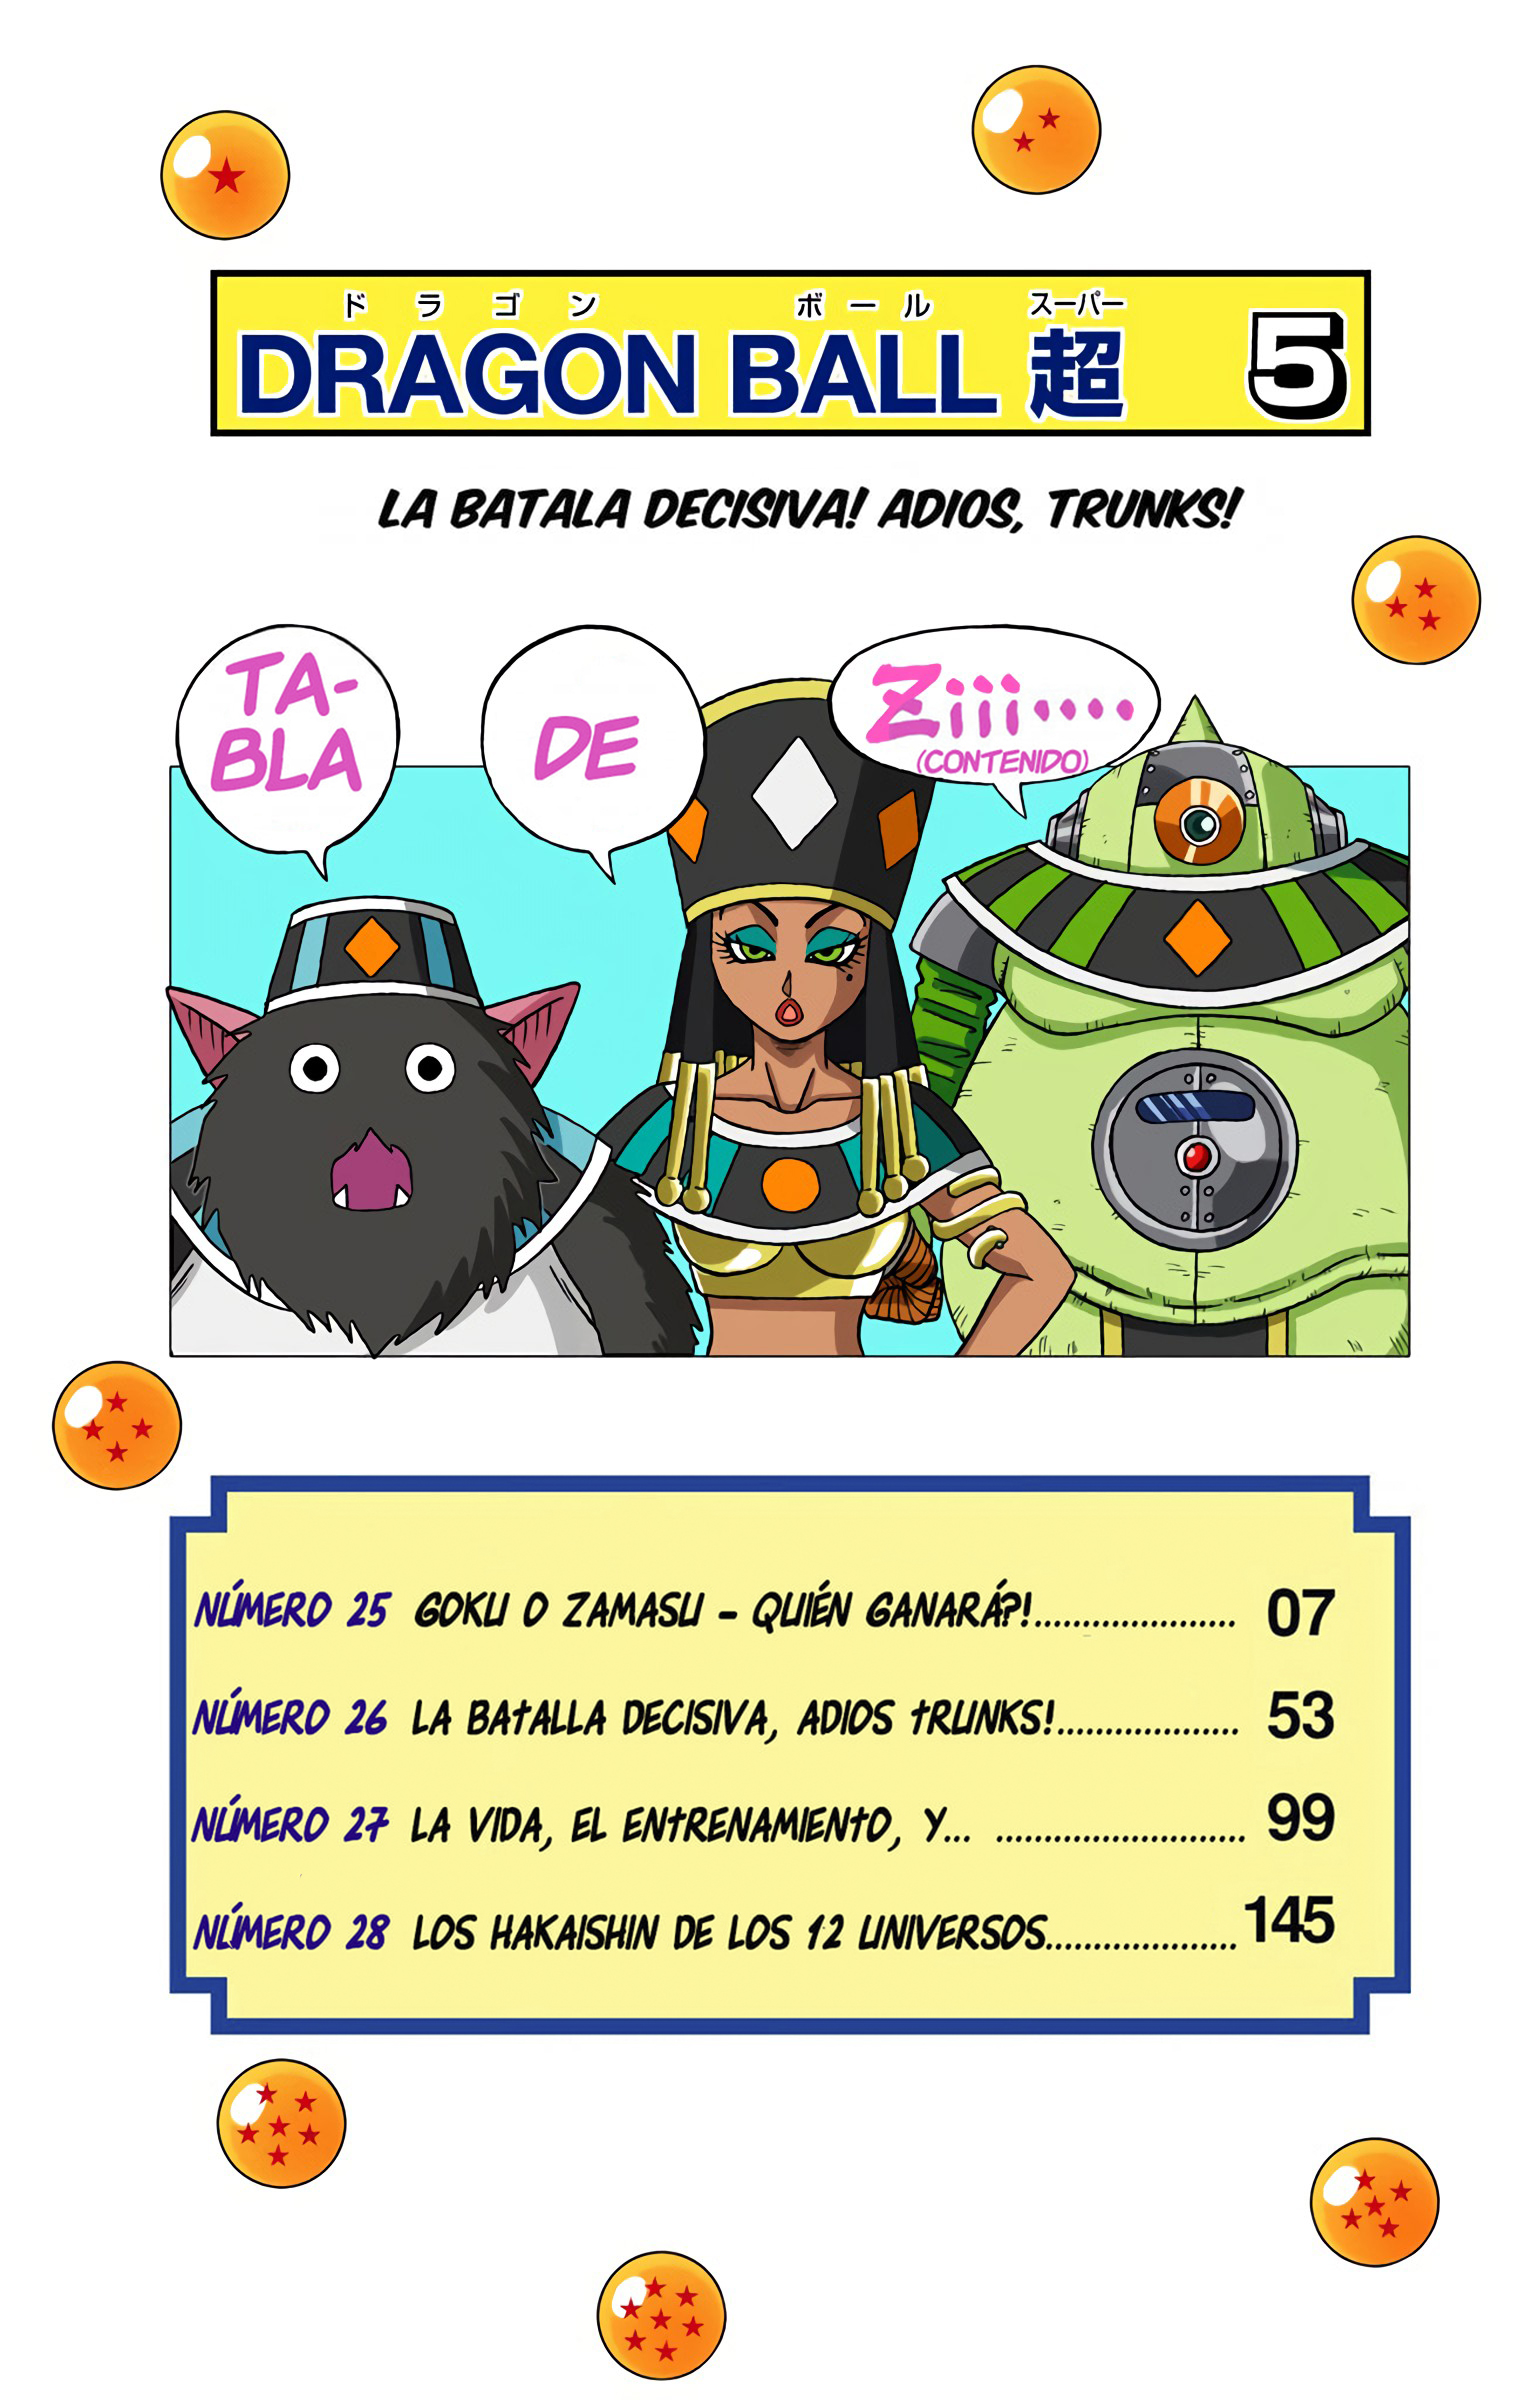 ドラゴン ボール スーパー
DRAGON BALL 超 5
LA BATALA DECISIVA! ADIOS, TRUNKS!
TA-
BLA
DE
Ziii....
(CONTENIDO)
NÚMERO 25 GOKU O ZAMASU - QUIÉN GANARÁ?!..................... 07
NÚMERO 26 LA BATALLA DECISIVA, ADIOS TRUNKS!................... 53
NÚMERO 27 LA VIDA, EL ENTRENAMIENTO, Y... .......................... 99
NÚMERO 28 LOS HAKAISHIN DE LOS 12 UNIVERSOS.................... 145